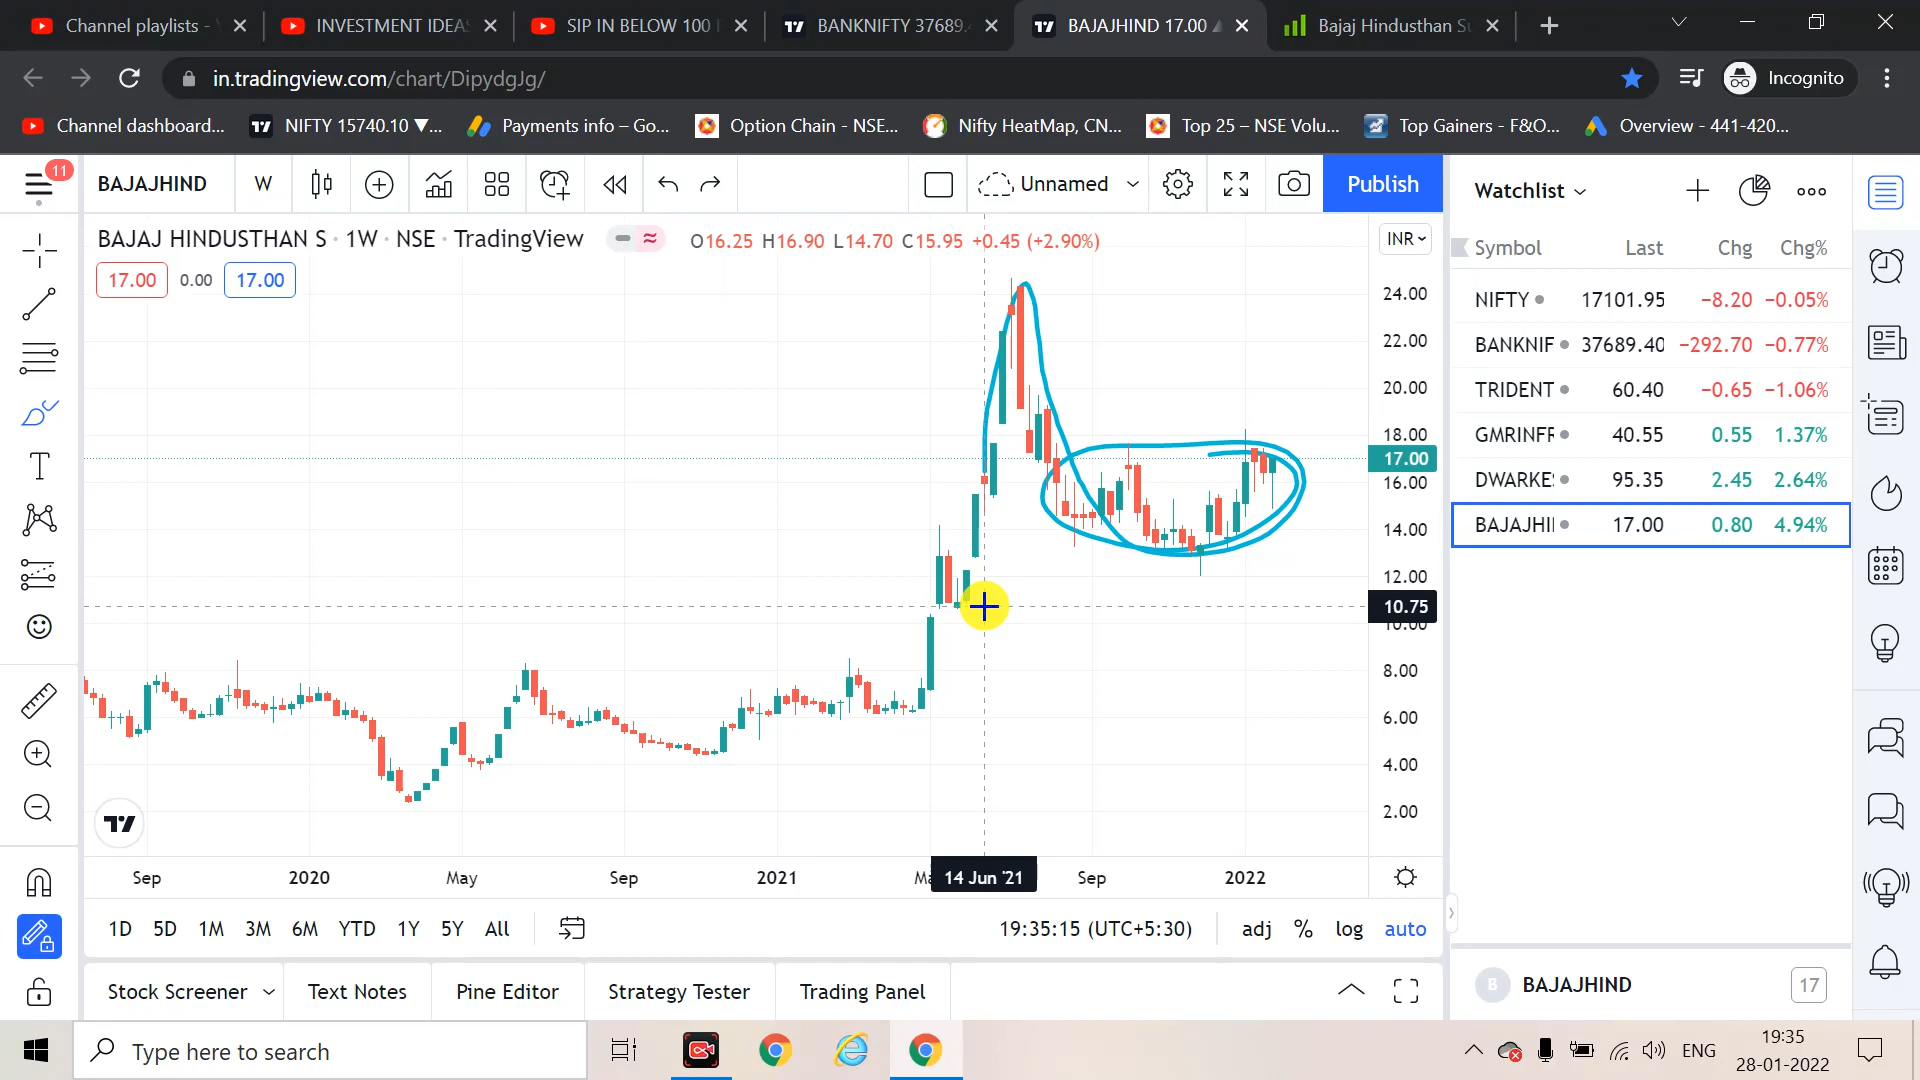 Channel playlists -
INVESTMENT IDEAS
SIP IN BELOW 100
BANKNIFTY 37689.
BAJAJHIND 17.00
Bajaj Hindusthan Su
in.tradingview.com/chart/DipydgJg/
Incognito
Channel dashboard...
NIFTY 15740.10 ▼...
Payments info – Go...
Option Chain - NSE...
Nifty HeatMap, CN...
Top 25 – NSE Volu...
Top Gainers - F&O...
Overview - 441-420...
11
BAJAJHIND
W
Unnamed
Publish
BAJAJ HINDUSTHAN S · 1W · NSE · TradingView
O16.25 H16.90 L14.70 C15.95 +0.45 (+2.90%)
INR
17.00 0.00 17.00
24.00
22.00
20.00
18.00
17.00
16.00
14.00
12.00
10.75
10.00
8.00
6.00
4.00
2.00
Sep 2020 May Sep 2021 14 Jun '21 Sep 2022
1D 5D 1M 3M 6M YTD 1Y 5Y All
19:35:15 (UTC+5:30)
adj % log auto
Stock Screener
Text Notes
Pine Editor
Strategy Tester
Trading Panel
Watchlist
Symbol Last Chg Chg%
NIFTY 17101.95 −8.20 −0.05%
BANKNIF 37689.40 −292.70 −0.77%
TRIDENT 60.40 −0.65 −1.06%
GMRINFR 40.55 0.55 1.37%
DWARKES 95.35 2.45 2.64%
BAJAJHIN 17.00 0.80 4.94%
B BAJAJHIND 17
Type here to search
ENG
19:35
28-01-2022